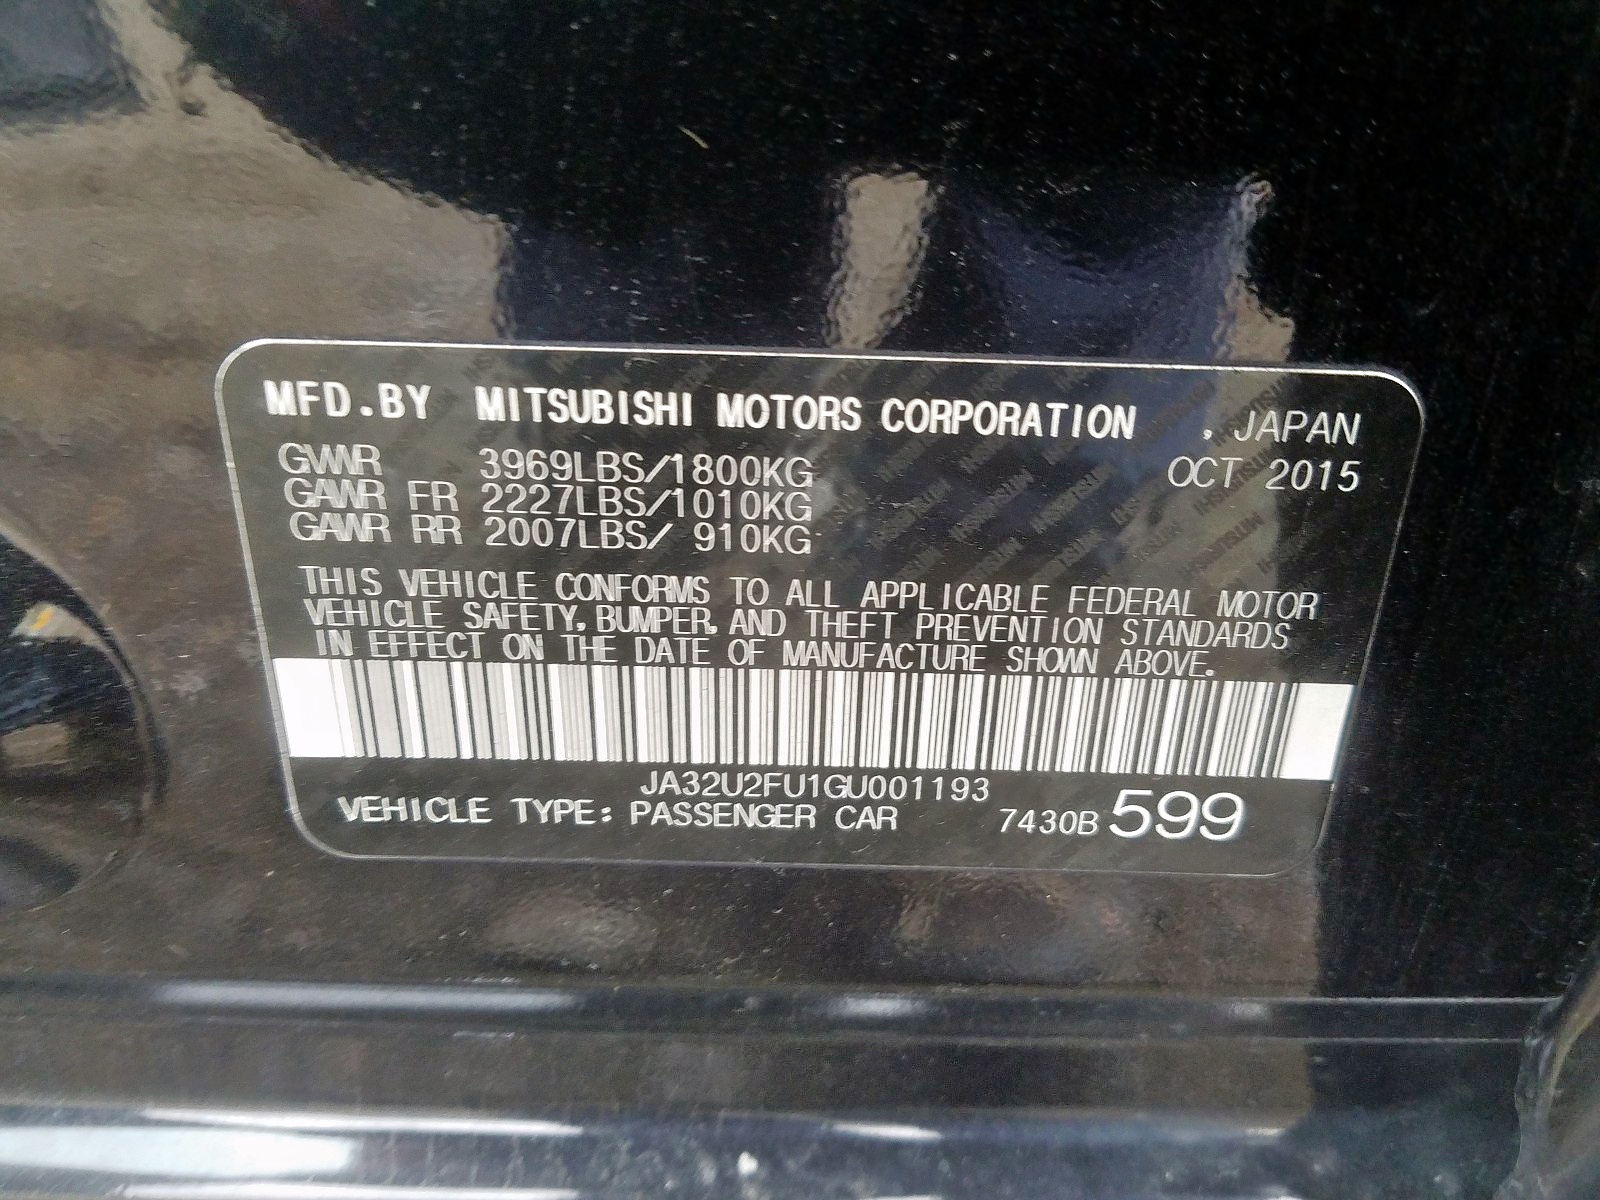 MFD.BY MITSUBISHI MOTORS CORPORATION , JAPAN
GVWR 3969LBS/1800KG OCT 2015
GAWR FR 2227LBS/1010KG
GAWR RR 2007LBS/ 910KG
THIS VEHICLE CONFORMS TO ALL APPLICABLE FEDERAL MOTOR
VEHICLE SAFETY, BUMPER, AND THEFT PREVENTION STANDARDS
IN EFFECT ON THE DATE OF MANUFACTURE SHOWN ABOVE.
JA32U2FU1GU001193
VEHICLE TYPE: PASSENGER CAR 7430B 599